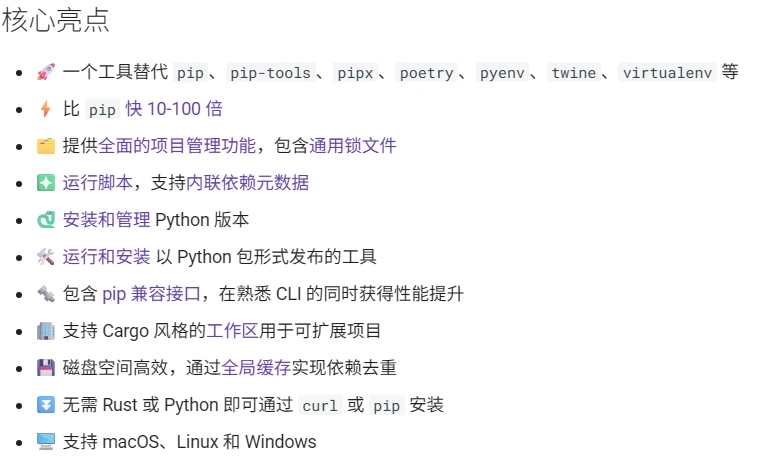 核心亮点
🚀 一个工具替代 pip、pip-tools、pipx、poetry、pyenv、twine、virtualenv 等
⚡ 比 pip 快 10-100 倍
🗂️ 提供全面的项目管理功能，包含通用锁文件
❇️ 运行脚本，支持内联依赖元数据
🐍 安装和管理 Python 版本
🛠️ 运行和安装 以 Python 包形式发布的工具
🔩 包含 pip 兼容接口，在熟悉 CLI 的同时获得性能提升
🏢 支持 Cargo 风格的工作区用于可扩展项目
💾 磁盘空间高效，通过全局缓存实现依赖去重
⏬ 无需 Rust 或 Python 即可通过 curl 或 pip 安装
🖥️ 支持 macOS、Linux 和 Windows